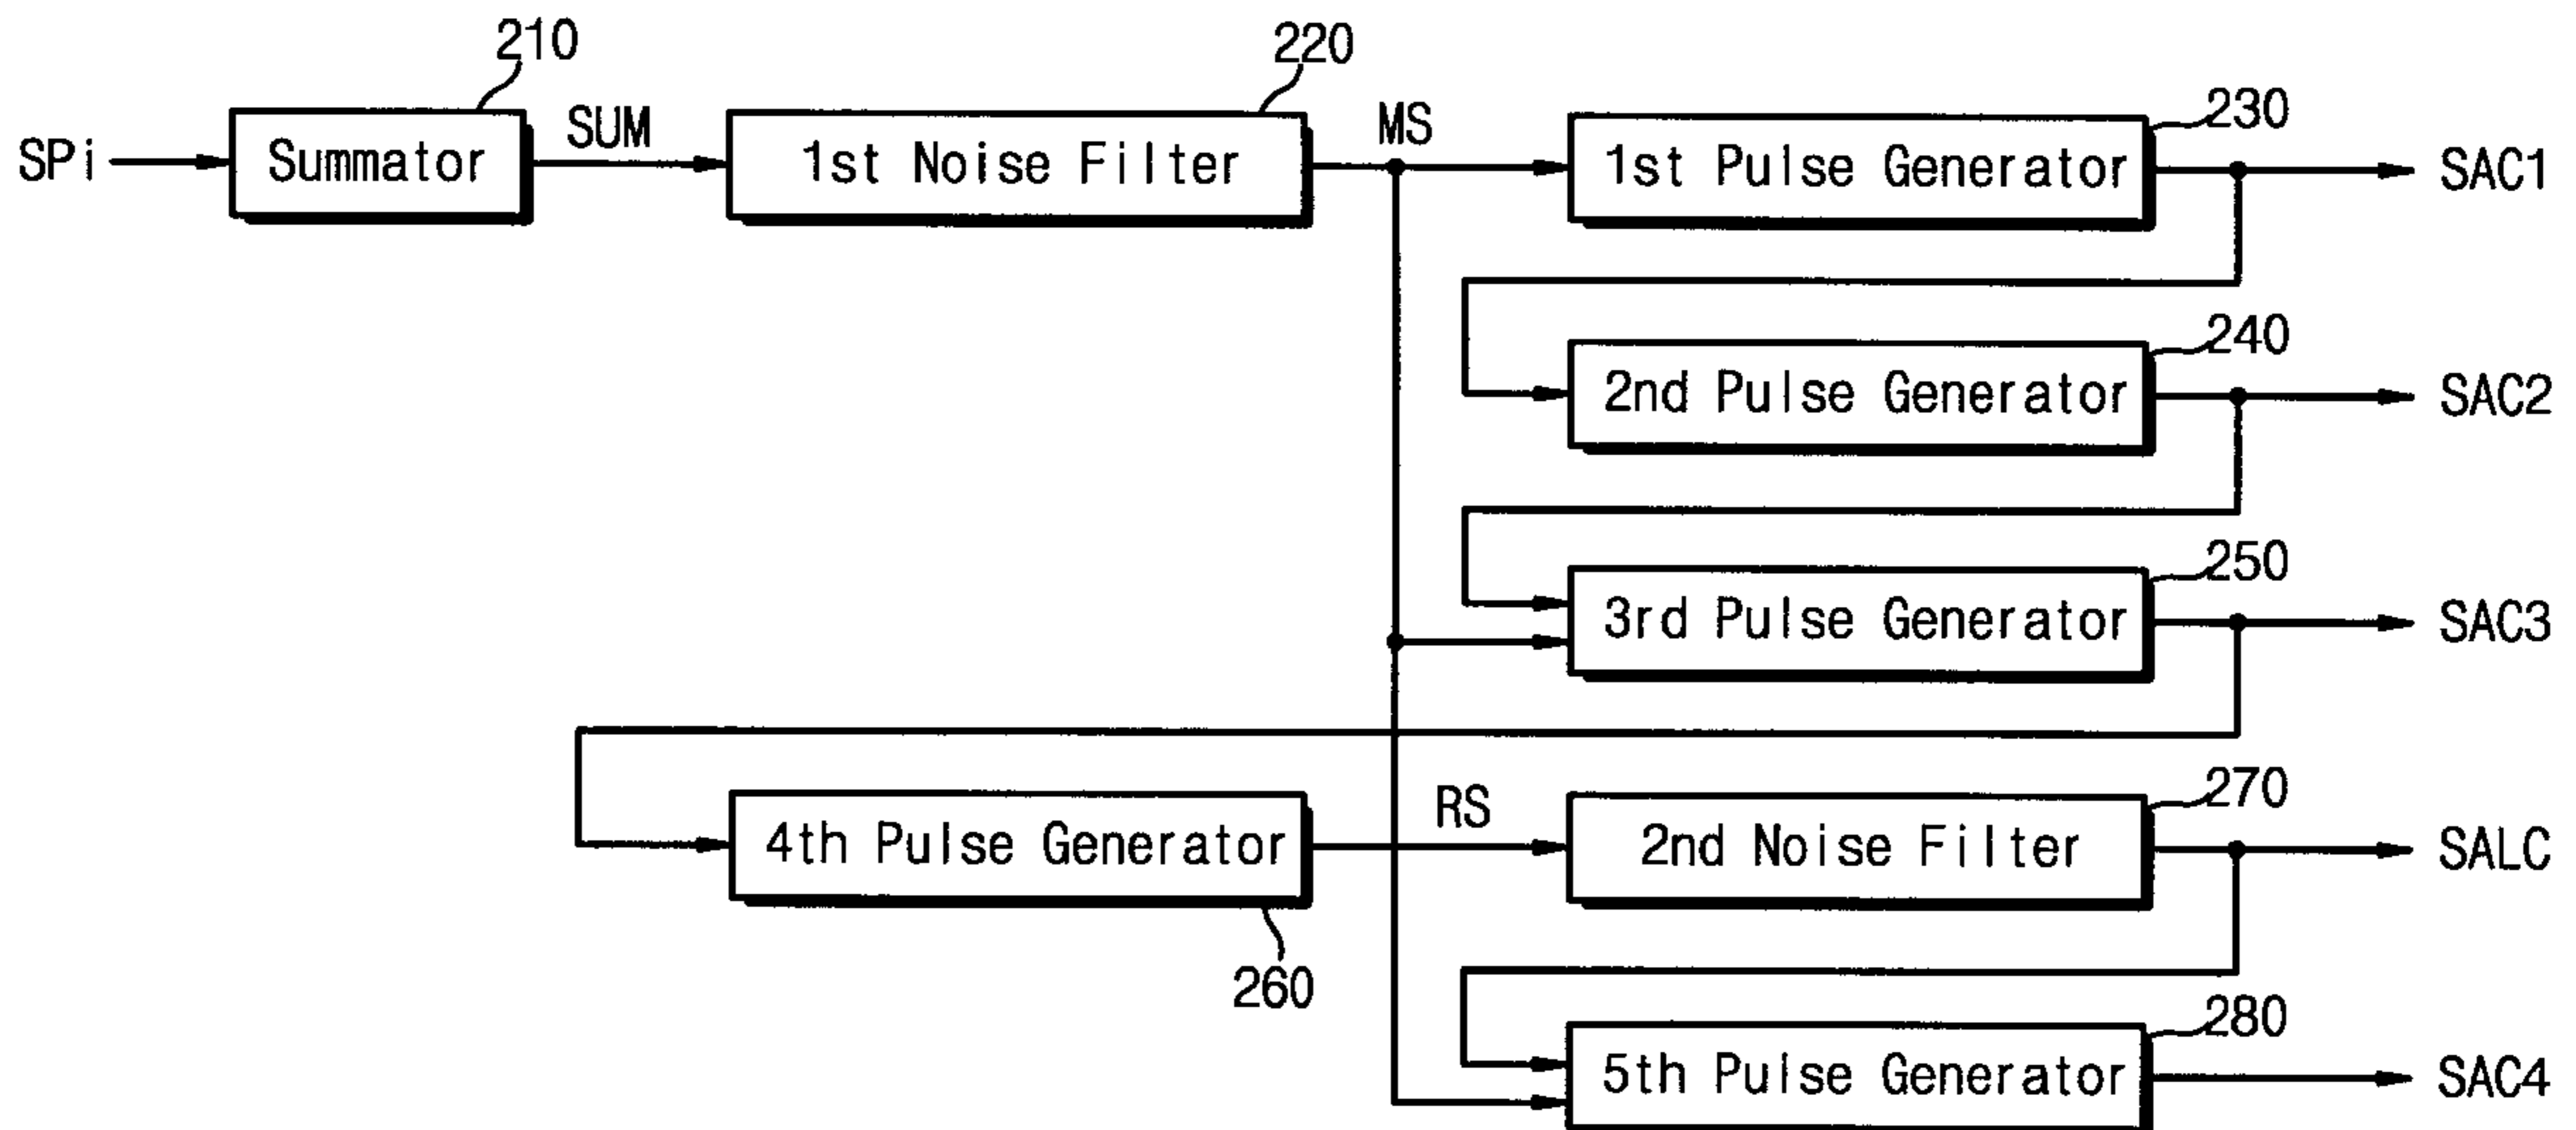 210
220
SPi
Summator
SUM
1st Noise Filter
MS
1st Pulse Generator
230
SAC1
2nd Pulse Generator
240
SAC2
3rd Pulse Generator
250
SAC3
4th Pulse Generator
260
RS
2nd Noise Filter
270
SALC
5th Pulse Generator
280
SAC4